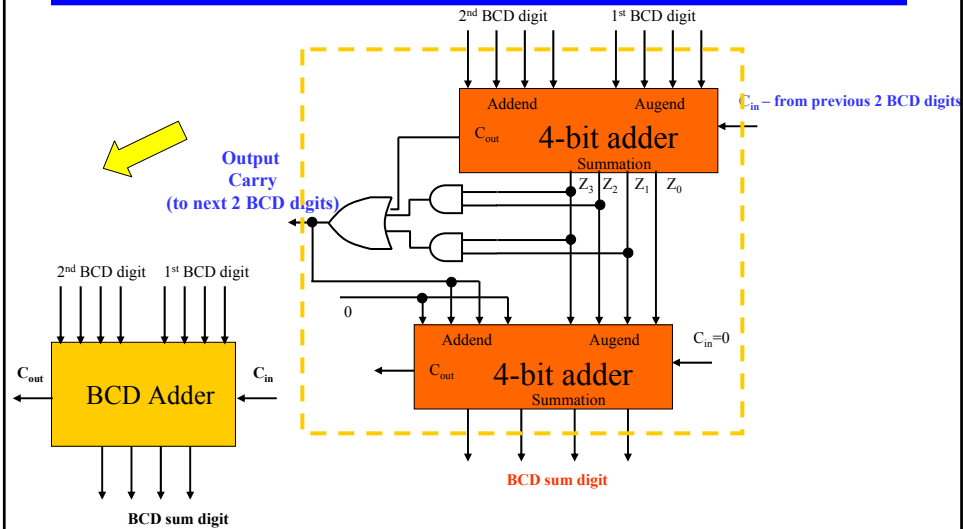 2nd BCD digit 1st BCD digit
Addend Augend
Cin – from previous 2 BCD digits
Cout 4-bit adder
Summation
Output
Carry
(to next 2 BCD digits)
Z3 Z2 Z1 Z0
2nd BCD digit 1st BCD digit
0
Addend Augend
Cin=0
Cout 4-bit adder
Summation
Cout
Cin
BCD Adder
BCD sum digit
BCD sum digit